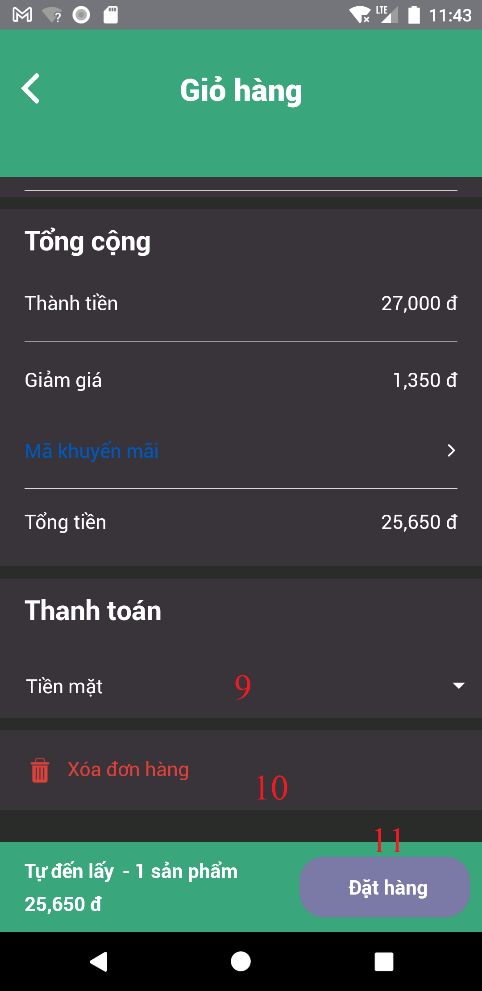 LTE 11:43
Giỏ hàng
Tổng cộng
Thành tiền 27,000 đ
Giảm giá 1,350 đ
Mã khuyến mãi
Tổng tiền 25,650 đ
Thanh toán
Tiền mặt 9
Xóa đơn hàng 10
11
Tự đến lấy - 1 sản phẩm
25,650 đ
Đặt hàng